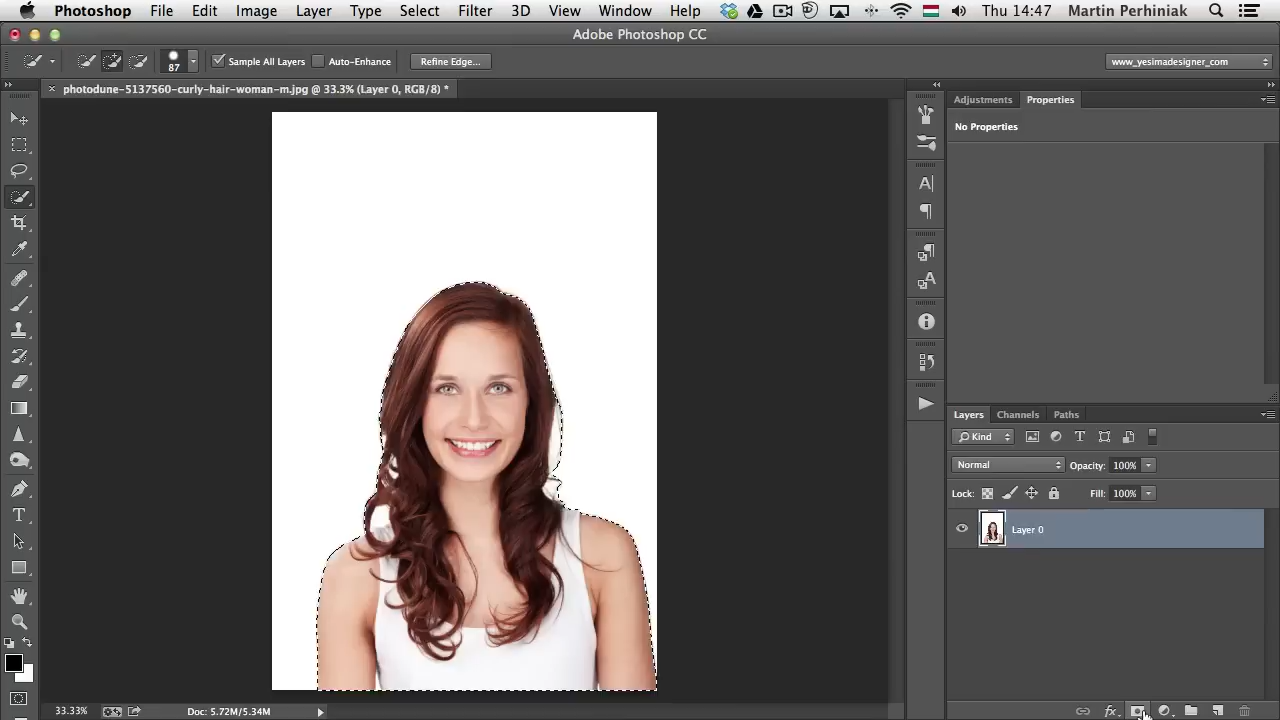 Photoshop File Edit Image Layer Type Select Filter 3D View Window Help Thu 14:47 Martin Perhiniak
Adobe Photoshop CC
87 Sample All Layers Auto-Enhance Refine Edge... www_yesimadesigner_com
× photodune-5137560-curly-hair-woman-m.jpg @ 33.3% (Layer 0, RGB/8) *
Adjustments Properties
No Properties
Layers Channels Paths
Kind
Normal Opacity: 100%
Lock: Fill: 100%
Layer 0
33.33% Doc: 5.72M/5.34M fx